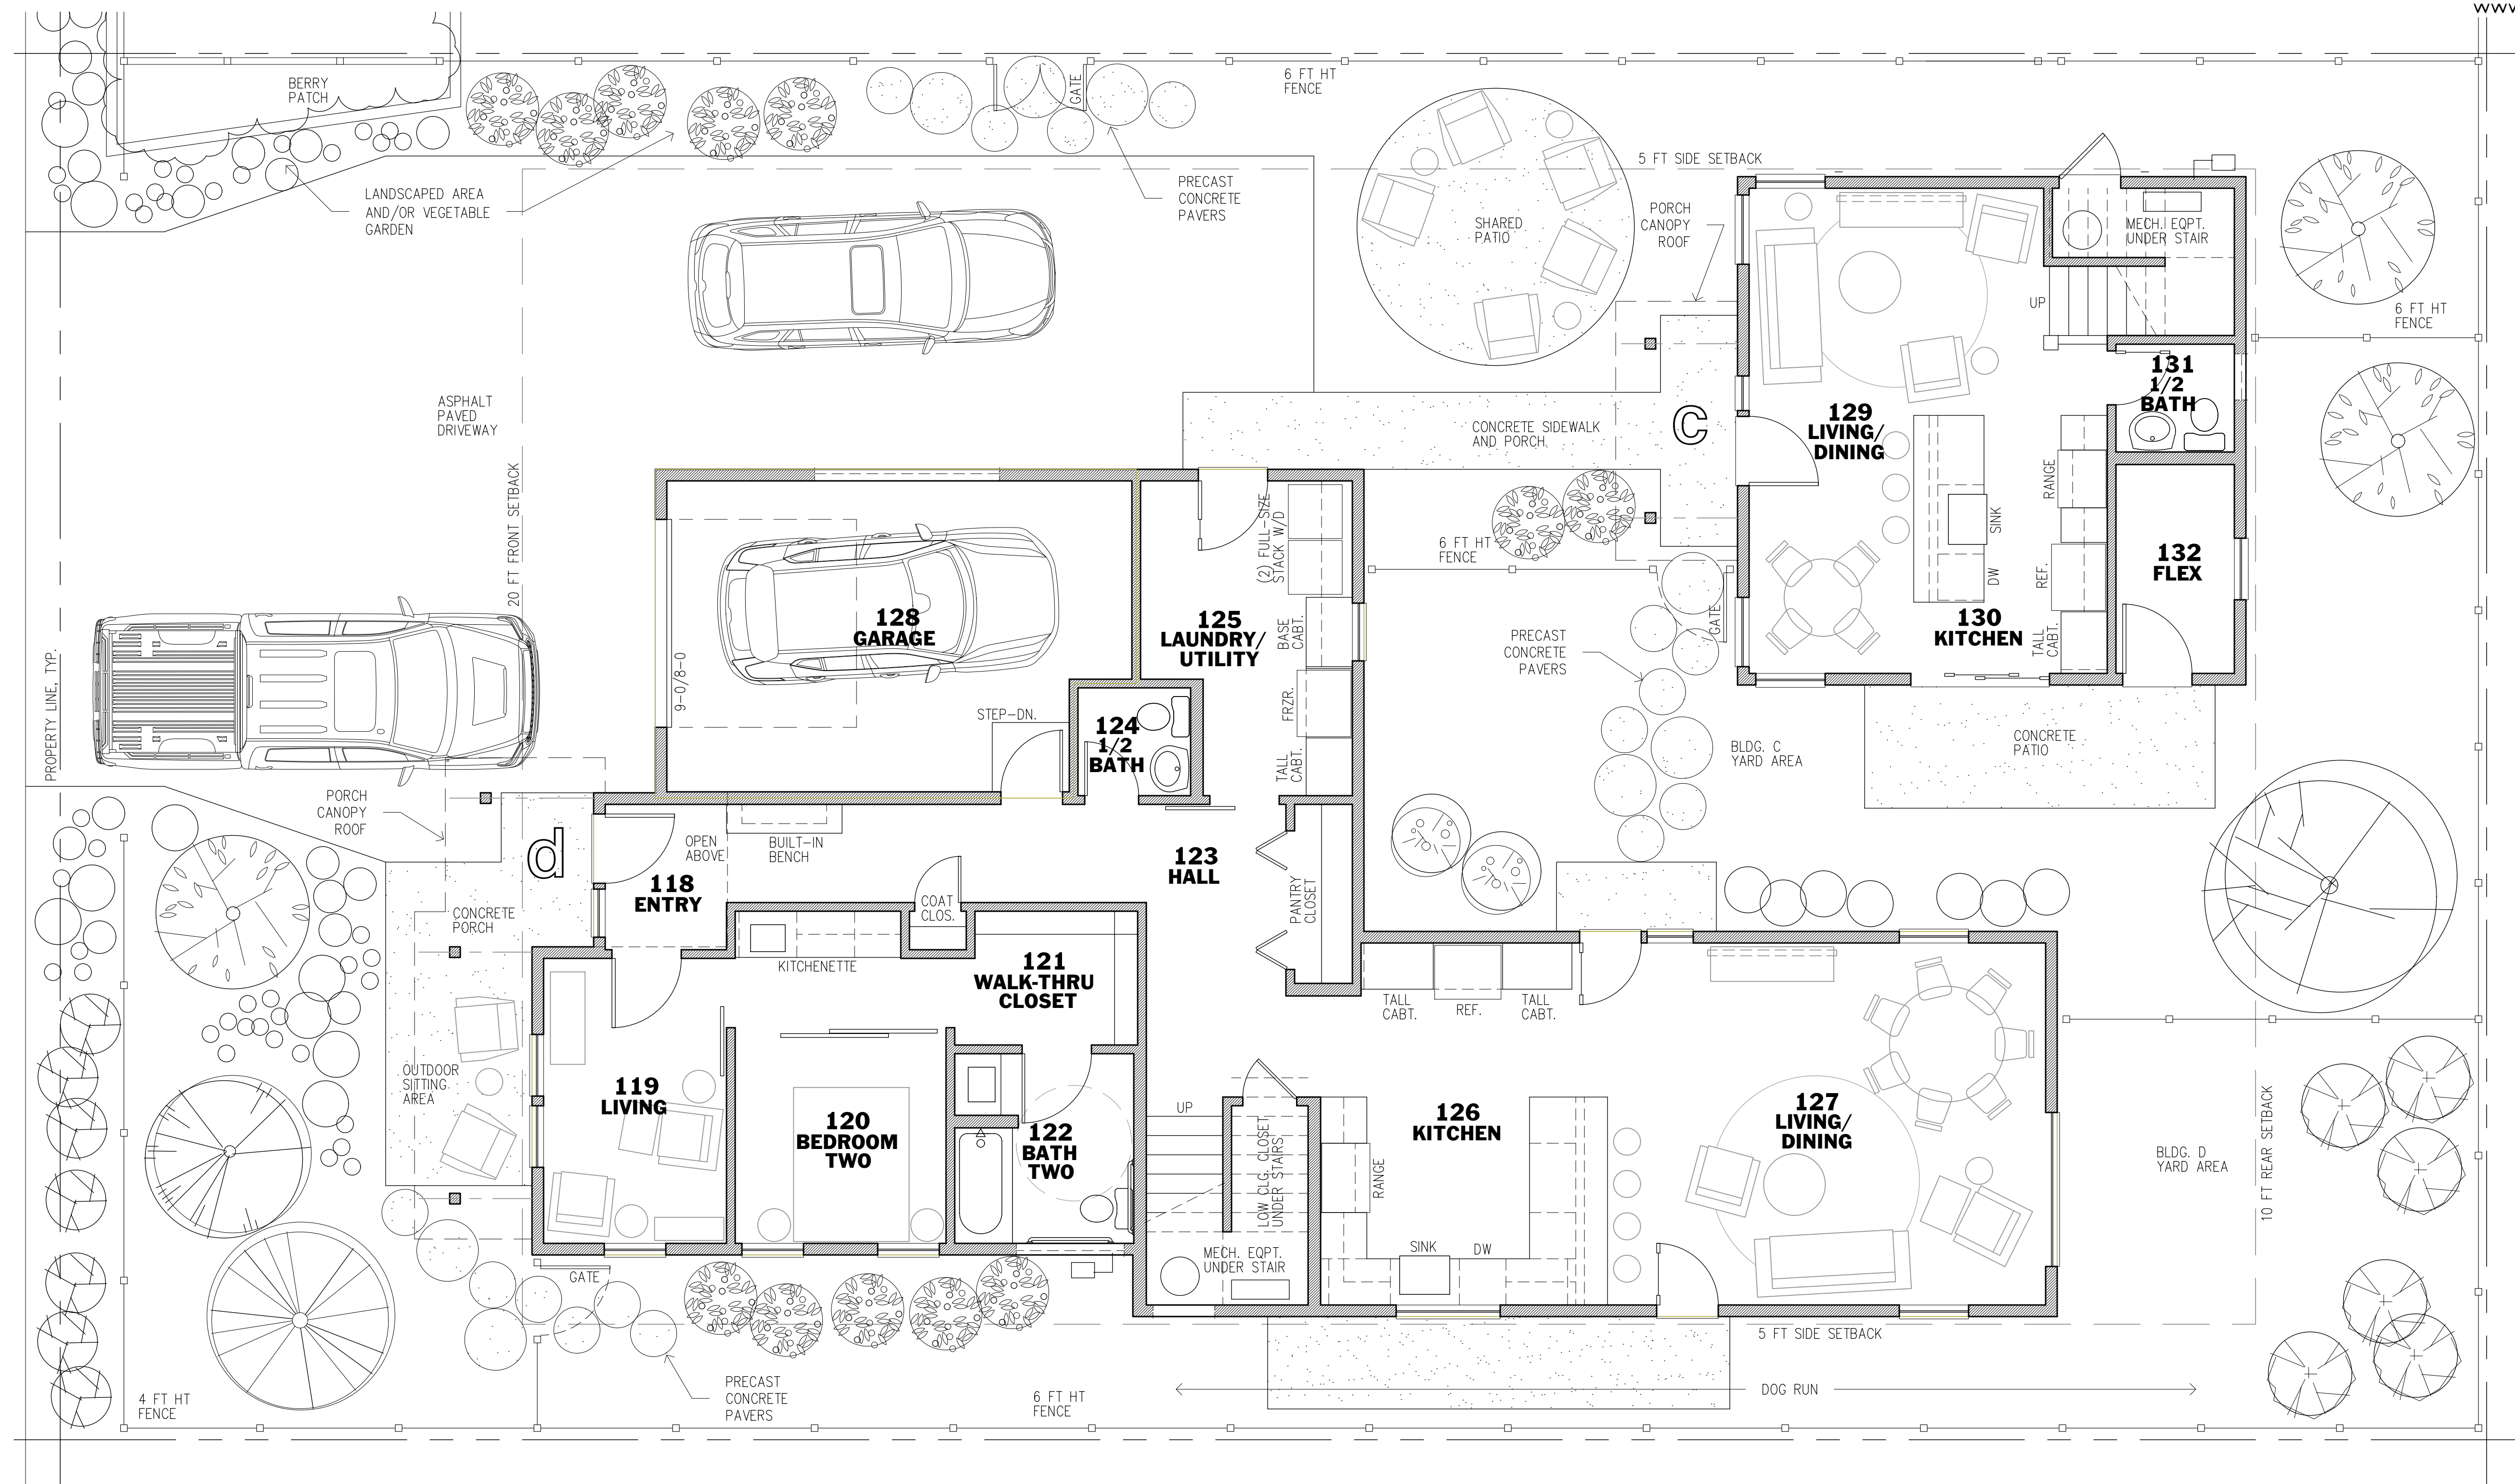 www
BERRY
PATCH
GATE
6 FT HT
FENCE
LANDSCAPED AREA
AND/OR VEGETABLE
GARDEN
PRECAST
CONCRETE
PAVERS
SHARED
PATIO
5 FT SIDE SETBACK
PORCH
CANOPY
ROOF
MECH. EQPT.
UNDER STAIR
UP
6 FT HT
FENCE
131
1/2
BATH
129
LIVING/
DINING
C
CONCRETE SIDEWALK
AND PORCH
ASPHALT
PAVED
DRIVEWAY
20 FT FRONT SETBACK
RANGE
SINK
DW
REF.
132
FLEX
130
KITCHEN
TALL
CABT.
(2) FULL-SIZE
STACK W/D
6 FT HT
FENCE
GATE
128
GARAGE
125
LAUNDRY/
UTILITY
BASE
CABT.
PRECAST
CONCRETE
PAVERS
PROPERTY LINE, TYP.
9-0/8-0
STEP-DN.
124
1/2
BATH
FRZR.
TALL
CABT.
BLDG. C
YARD AREA
CONCRETE
PATIO
PORCH
CANOPY
ROOF
d
OPEN
ABOVE
BUILT-IN
BENCH
118
ENTRY
123
HALL
PANTRY
CLOSET
COAT
CLOS.
CONCRETE
PORCH
KITCHENETTE
121
WALK-THRU
CLOSET
TALL
CABT.
REF.
TALL
CABT.
OUTDOOR
SITTING
AREA
119
LIVING
120
BEDROOM
TWO
122
BATH
TWO
UP
LOW CLG. CLOSET
UNDER STAIRS
RANGE
126
KITCHEN
127
LIVING/
DINING
BLDG. D
YARD AREA
10 FT REAR SETBACK
MECH. EQPT.
UNDER STAIR
SINK
DW
GATE
5 FT SIDE SETBACK
4 FT HT
FENCE
PRECAST
CONCRETE
PAVERS
6 FT HT
FENCE
DOG RUN